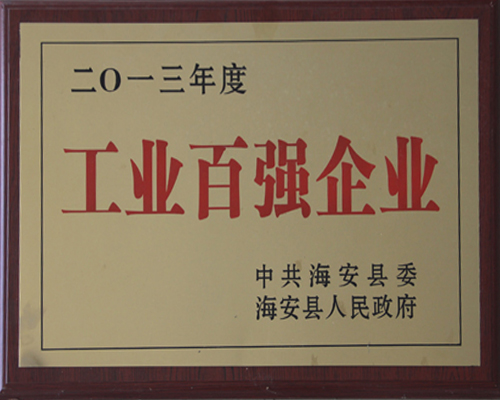 二〇一三年度
工业百强企业
中共海安县委
海安县人民政府